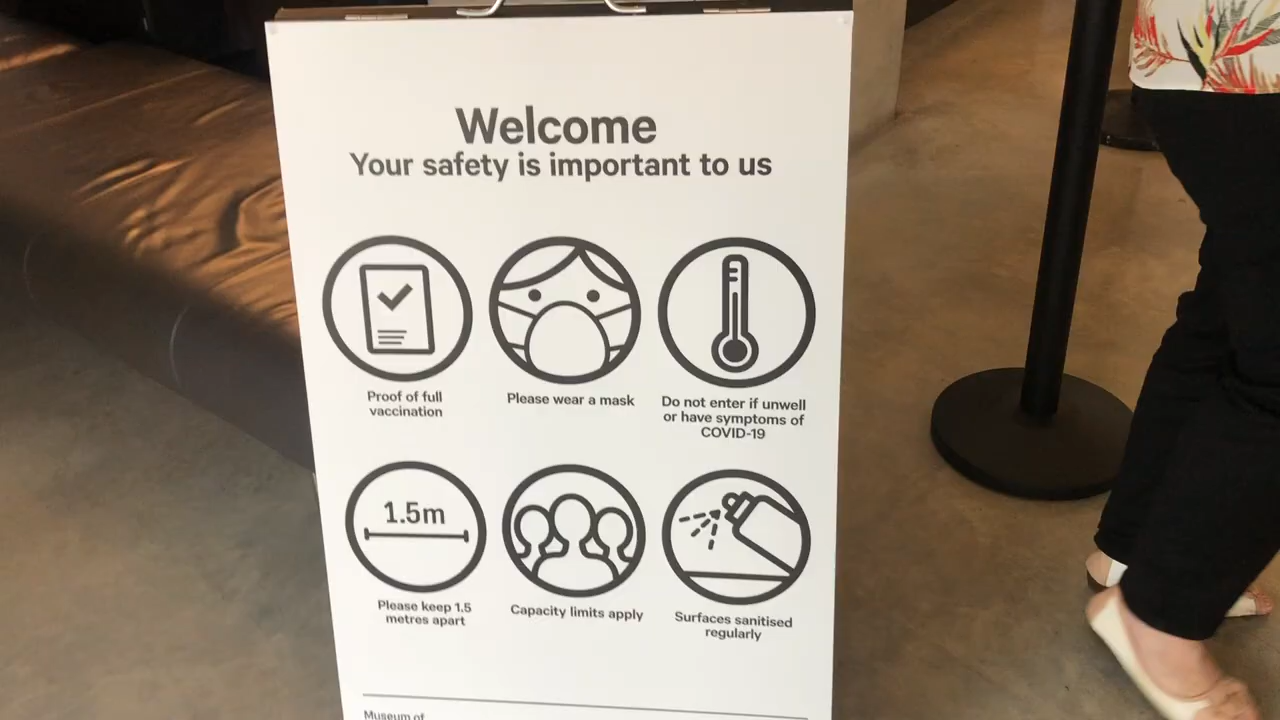 Welcome
Your safety is important to us
Proof of full
vaccination
Please wear a mask
Do not enter if unwell
or have symptoms of
COVID-19
1.5m
Please keep 1.5
metres apart
Capacity limits apply
Surfaces sanitised
regularly
Museum of